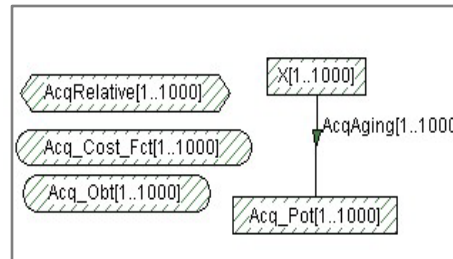 X[1..1000]
AcqRelative[1..1000]
AcqAging[1..1000
Acq_Cost_Fct[1..1000]
Acq_Obt[1..1000]
Acq_Pot[1..1000]